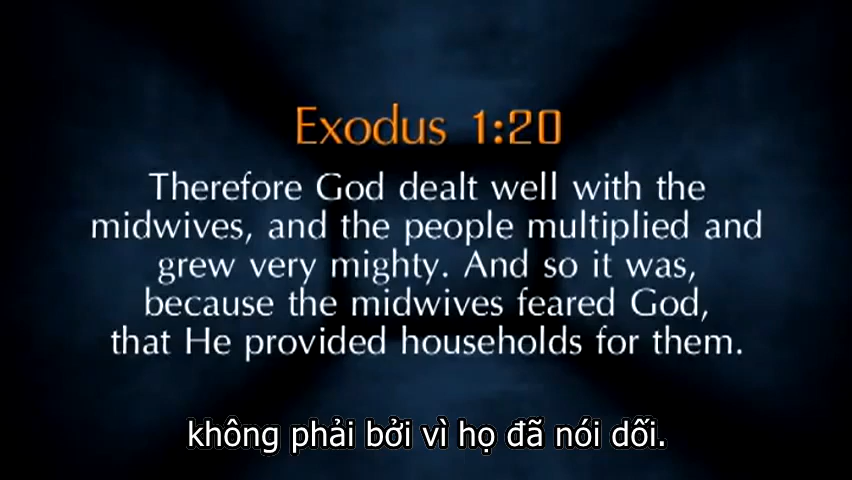 Exodus 1:20
Therefore God dealt well with the
midwives, and the people multiplied and
grew very mighty. And so it was,
because the midwives feared God,
that He provided households for them.
không phải bởi vì họ đã nói dối.